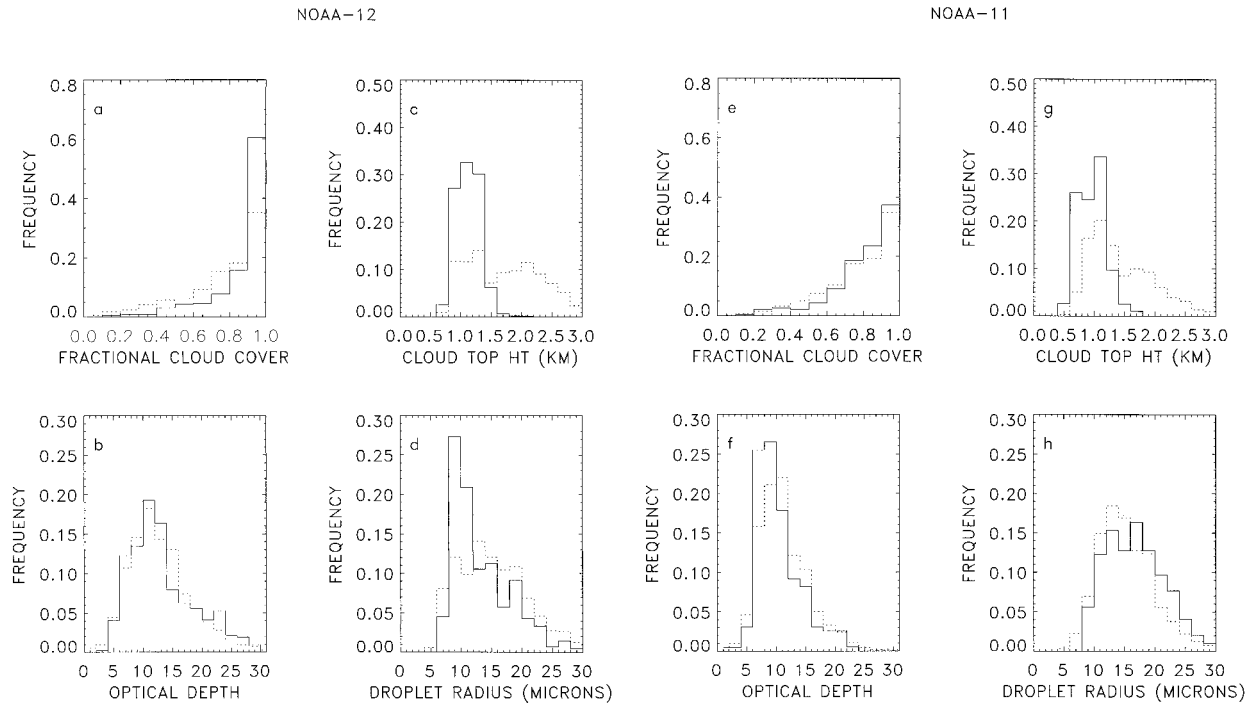 NOAA−12
NOAA−11
a
FREQUENCY
0.8
0.6
0.4
0.2
0.0
0.0 0.2 0.4 0.6 0.8 1.0
FRACTIONAL CLOUD COVER
c
FREQUENCY
0.50
0.40
0.30
0.20
0.10
0.00
0.0 0.5 1.0 1.5 2.0 2.5 3.0
CLOUD TOP HT (KM)
e
FREQUENCY
0.8
0.6
0.4
0.2
0.0
0.0 0.2 0.4 0.6 0.8 1.0
FRACTIONAL CLOUD COVER
g
FREQUENCY
0.50
0.40
0.30
0.20
0.10
0.00
0.0 0.5 1.0 1.5 2.0 2.5 3.0
CLOUD TOP HT (KM)
b
FREQUENCY
0.30
0.25
0.20
0.15
0.10
0.05
0.00
0 5 10 15 20 25 30
OPTICAL DEPTH
d
FREQUENCY
0.30
0.25
0.20
0.15
0.10
0.05
0.00
0 5 10 15 20 25 30
DROPLET RADIUS (MICRONS)
f
FREQUENCY
0.30
0.25
0.20
0.15
0.10
0.05
0.00
0 5 10 15 20 25 30
OPTICAL DEPTH
h
FREQUENCY
0.30
0.25
0.20
0.15
0.10
0.05
0.00
0 5 10 15 20 25 30
DROPLET RADIUS (MICRONS)